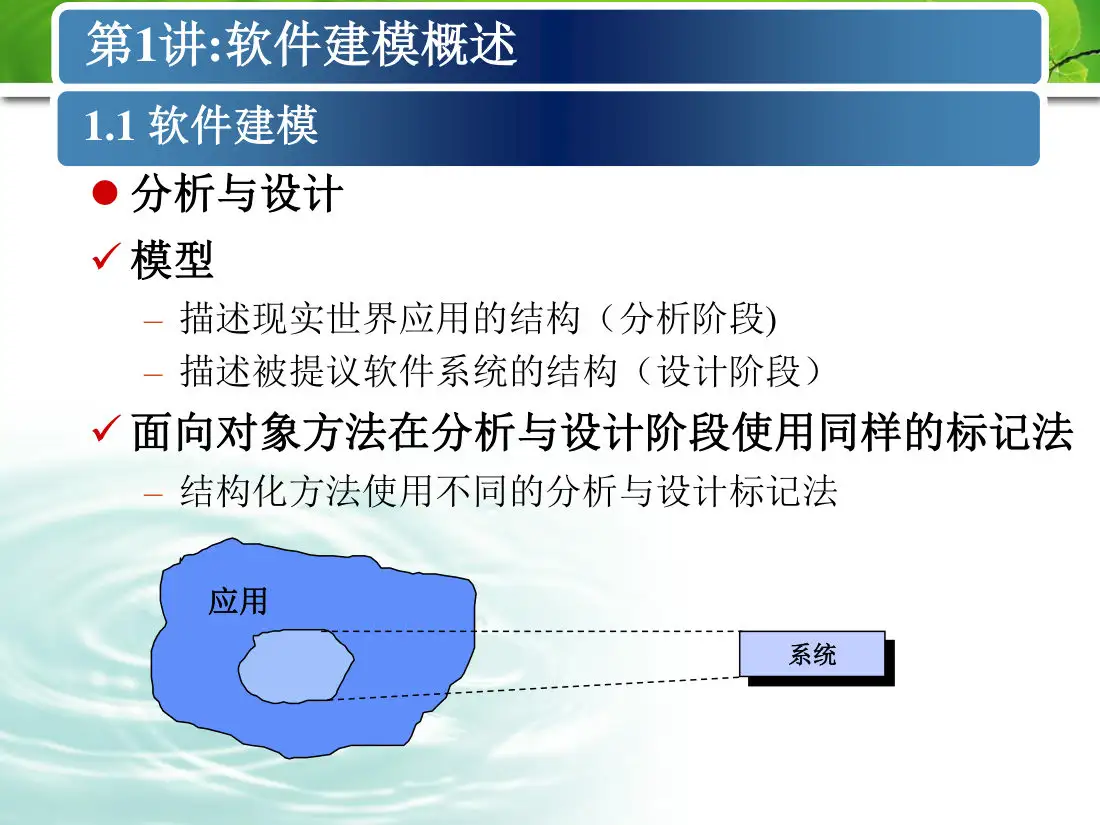 第1讲:软件建模概述
1.1 软件建模
● 分析与设计
✓ 模型
– 描述现实世界应用的结构（分析阶段)
– 描述被提议软件系统的结构（设计阶段）
✓ 面向对象方法在分析与设计阶段使用同样的标记法
– 结构化方法使用不同的分析与设计标记法
应用
系统